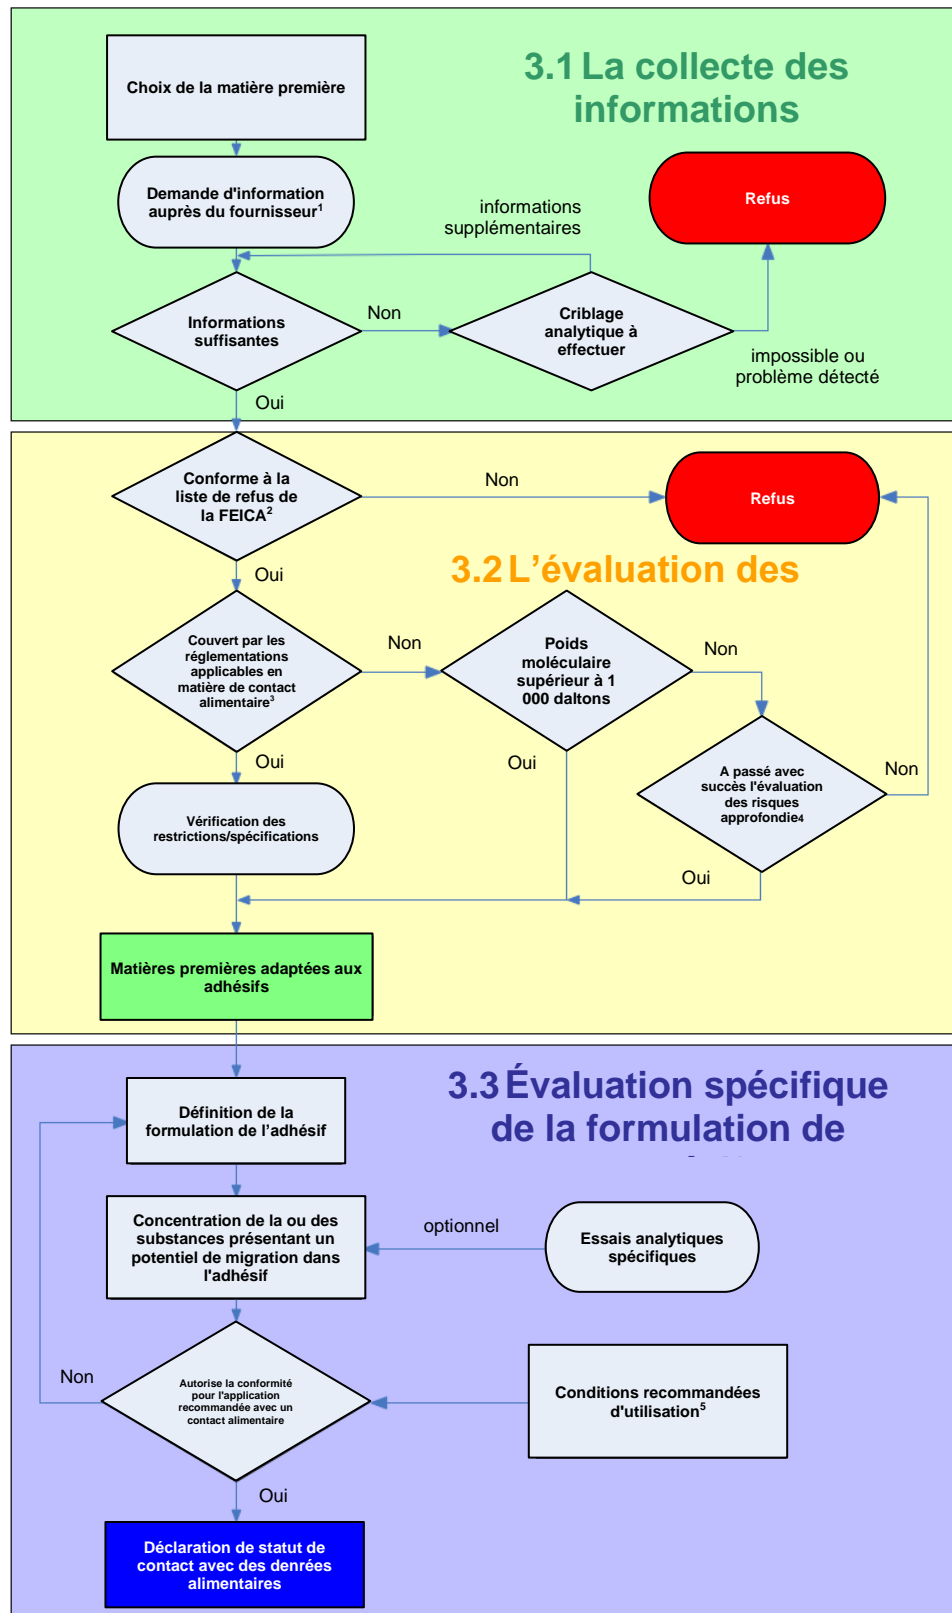 3.1 La collecte des
informations
Choix de la matière première
Demande d'information
auprès du fournisseur1
informations
supplémentaires
Refus
Informations
suffisantes
Non
Criblage
analytique à
effectuer
impossible ou
problème détecté
Oui
Conforme à la
liste de refus de
la FEICA2
Non
Refus
Oui
3.2 L'évaluation des
Couvert par les
réglementations
applicables en
matière de contact
alimentaire3
Non
Poids
moléculaire
supérieur à 1
000 daltons
Non
Oui
Oui
A passé avec
succès l'évaluation
des risques
approfondie4
Non
Vérification des
restrictions/spécifications
Oui
Matières premières adaptées aux
adhésifs
3.3 Évaluation spécifique
de la formulation de
Définition de la
formulation de l'adhésif
Concentration de la ou des
substances présentant un
potentiel de migration dans
l'adhésif
optionnel
Essais analytiques
spécifiques
Non
Autorise la conformité
pour l'application
recommandée avec un
contact alimentaire
Conditions recommandées
d'utilisation5
Oui
Déclaration de statut de
contact avec des denrées
alimentaires